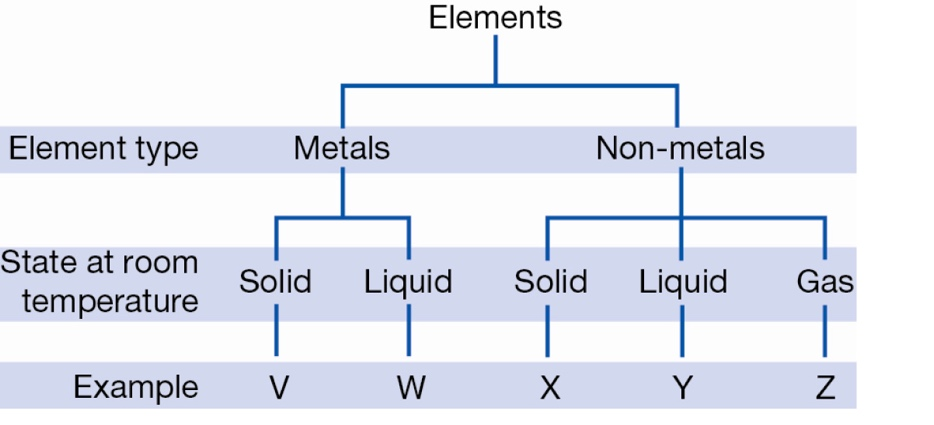 Elements
Element type Metals Non-metals
State at room
temperature Solid Liquid Solid Liquid Gas
Example V W X Y Z